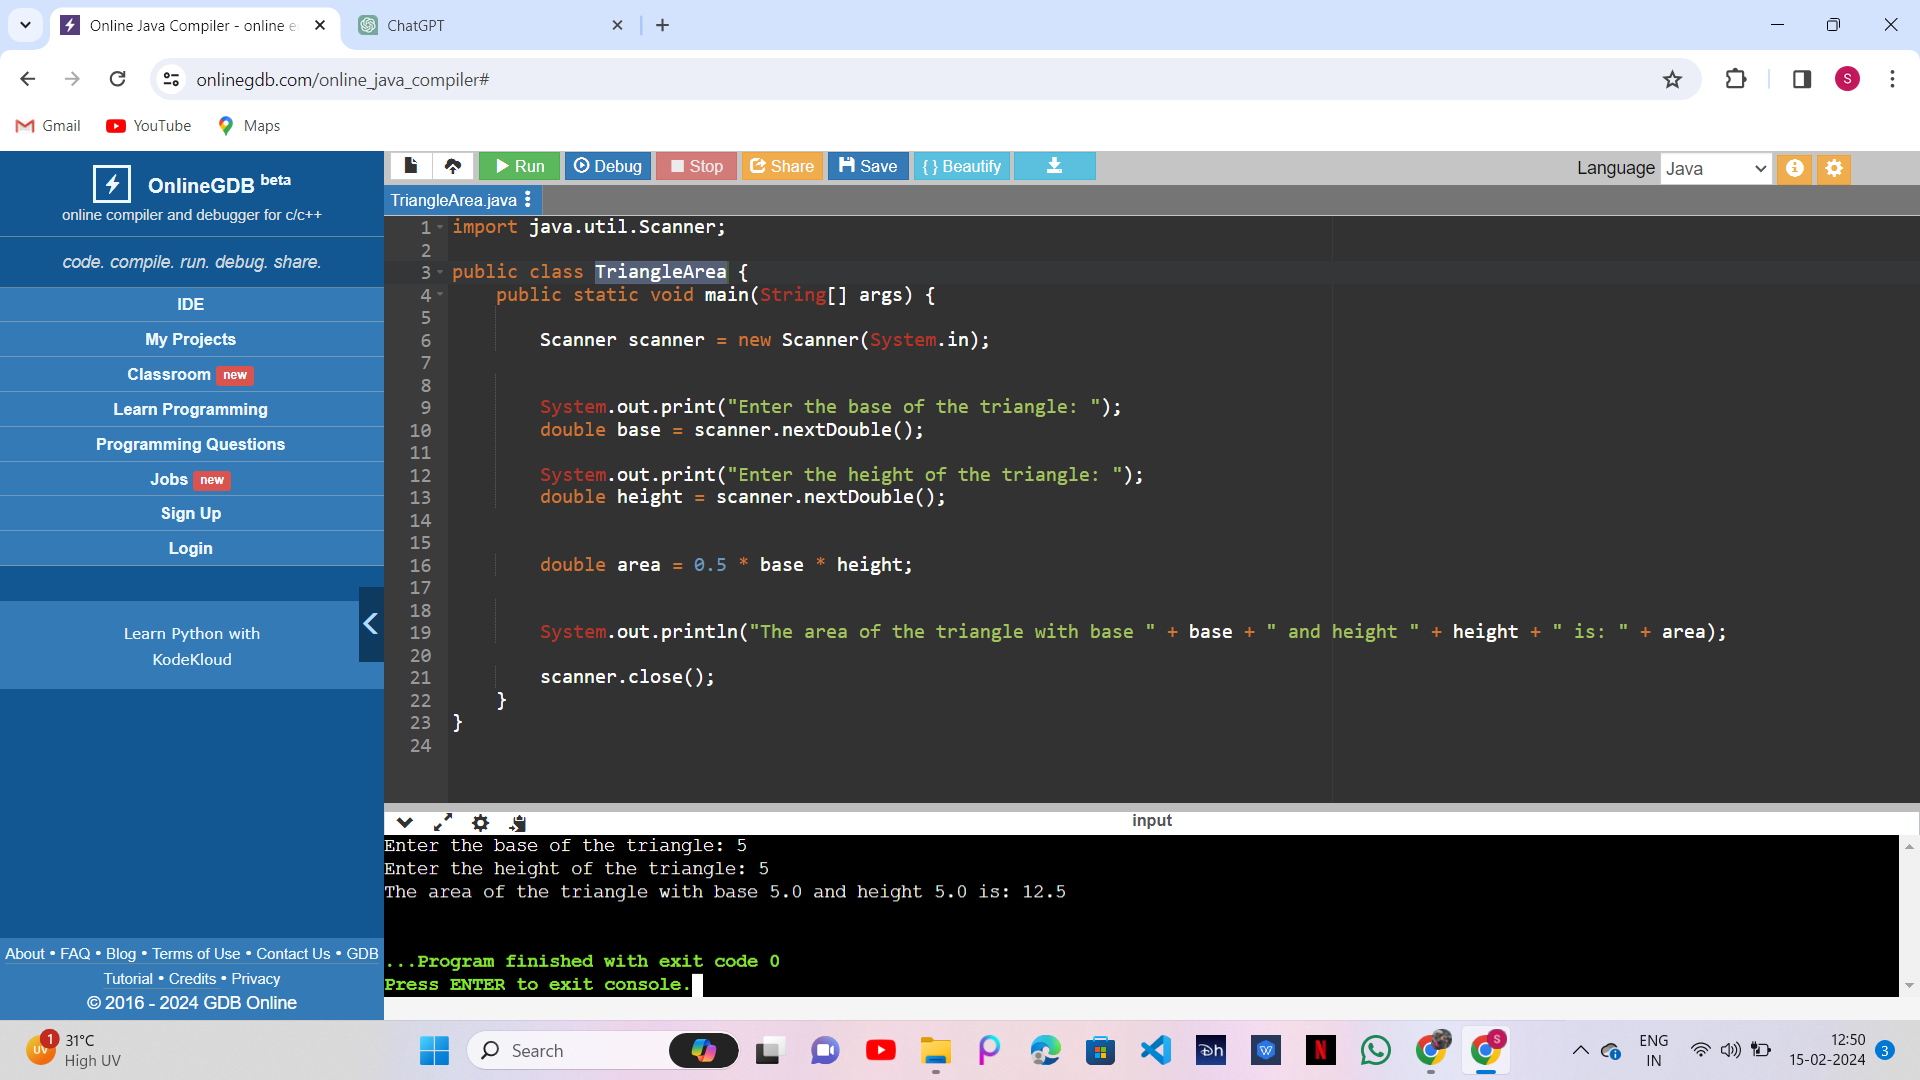 Online Java Compiler - online e
ChatGPT
onlinegdb.com/online_java_compiler#
S
Gmail
YouTube
Maps
OnlineGDB beta
online compiler and debugger for c/c++
code. compile. run. debug. share.
IDE
My Projects
Classroom new
Learn Programming
Programming Questions
Jobs new
Sign Up
Login
Learn Python with
KodeKloud
About • FAQ • Blog • Terms of Use • Contact Us • GDB
Tutorial • Credits • Privacy
© 2016 - 2024 GDB Online
Run
Debug
Stop
Share
Save
{ } Beautify
Language Java
TriangleArea.java
1 import java.util.Scanner;
2
3 public class TriangleArea {
4     public static void main(String[] args) {
5
6         Scanner scanner = new Scanner(System.in);
7
8
9         System.out.print("Enter the base of the triangle: ");
10         double base = scanner.nextDouble();
11
12         System.out.print("Enter the height of the triangle: ");
13         double height = scanner.nextDouble();
14
15
16         double area = 0.5 * base * height;
17
18
19         System.out.println("The area of the triangle with base " + base + " and height " + height + " is: " + area);
20
21         scanner.close();
22     }
23 }
24
input
Enter the base of the triangle: 5
Enter the height of the triangle: 5
The area of the triangle with base 5.0 and height 5.0 is: 12.5
...Program finished with exit code 0
Press ENTER to exit console.
UV
1
31°C
High UV
Search
Dh
W
N
S
ENG
IN
12:50
15-02-2024
3